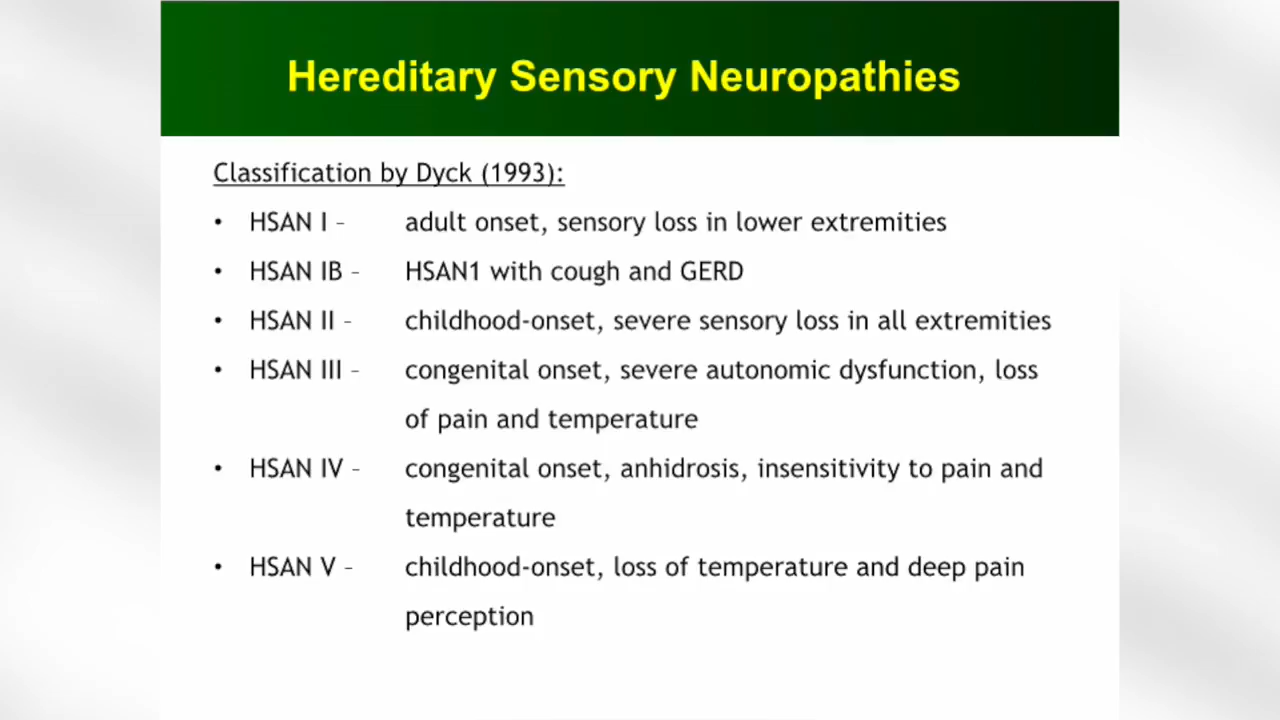 Hereditary Sensory Neuropathies
Classification by Dyck (1993):
• HSAN I – adult onset, sensory loss in lower extremities
• HSAN IB – HSAN1 with cough and GERD
• HSAN II – childhood-onset, severe sensory loss in all extremities
• HSAN III – congenital onset, severe autonomic dysfunction, loss
of pain and temperature
• HSAN IV – congenital onset, anhidrosis, insensitivity to pain and
temperature
• HSAN V – childhood-onset, loss of temperature and deep pain
perception